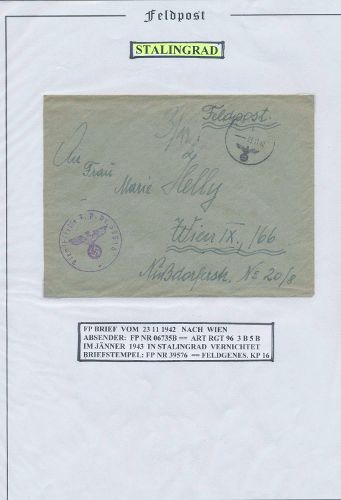 Feldpost
STALINGRAD
Feldpost.
An
Frau
Marie Helly
Wien IX., 166
Nußdorferstr. No 20/8
FP BRIEF VOM 23 11 1942 NACH WIEN
ABSENDER: FP NR 06735B == ART RGT 96 3 B 5 B
IM JÄNNER 1943 IN STALINGRAD VERNICHTET
BRIEFSTEMPEL: FP NR 39576 == FELDGENES. KP 16